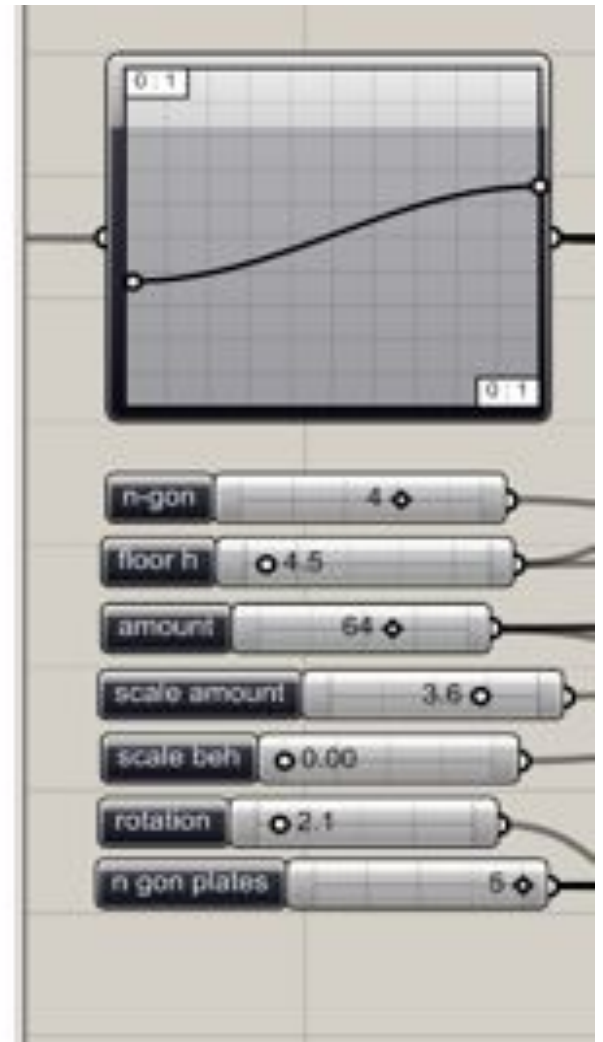 0 : 1
0 : 1
n-gon 4
floor h 4.5
amount 64
scale amount 3.6
scale beh 0.00
rotation 2.1
n gon plates 5